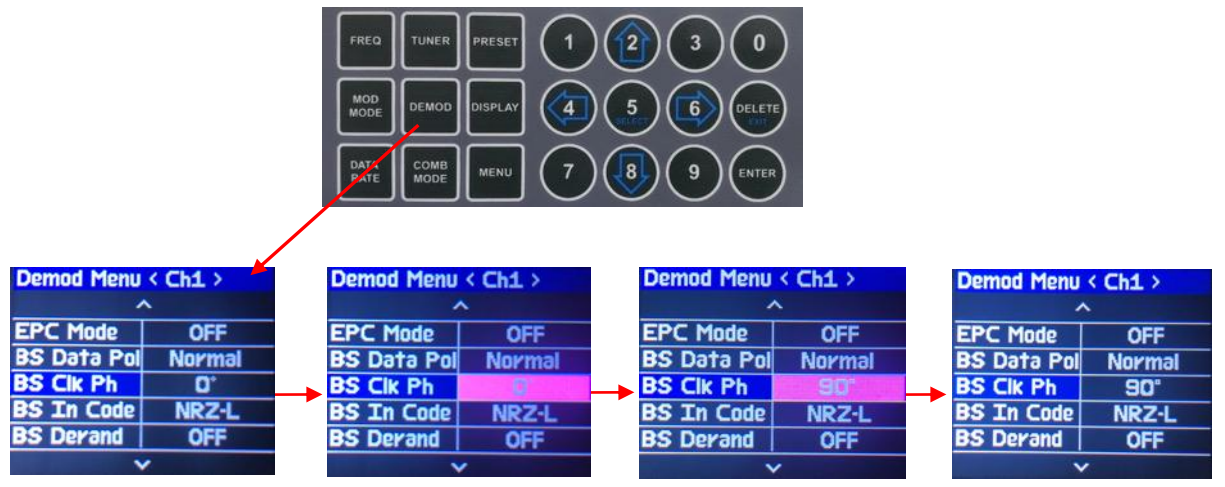 FREQ TUNER PRESET 1 2 3 0
MOD MODE DEMOD DISPLAY 4 5 SELECT 6 DELETE EXIT
DATA RATE COMB MODE MENU 7 8 9 ENTER
Demod Menu < Ch1 >
EPC Mode OFF
BS Data Pol Normal
BS Clk Ph 0°
BS In Code NRZ-L
BS Derand OFF
Demod Menu < Ch1 >
EPC Mode OFF
BS Data Pol Normal
BS Clk Ph 0°
BS In Code NRZ-L
BS Derand OFF
Demod Menu < Ch1 >
EPC Mode OFF
BS Data Pol Normal
BS Clk Ph 90°
BS In Code NRZ-L
BS Derand OFF
Demod Menu < Ch1 >
EPC Mode OFF
BS Data Pol Normal
BS Clk Ph 90°
BS In Code NRZ-L
BS Derand OFF